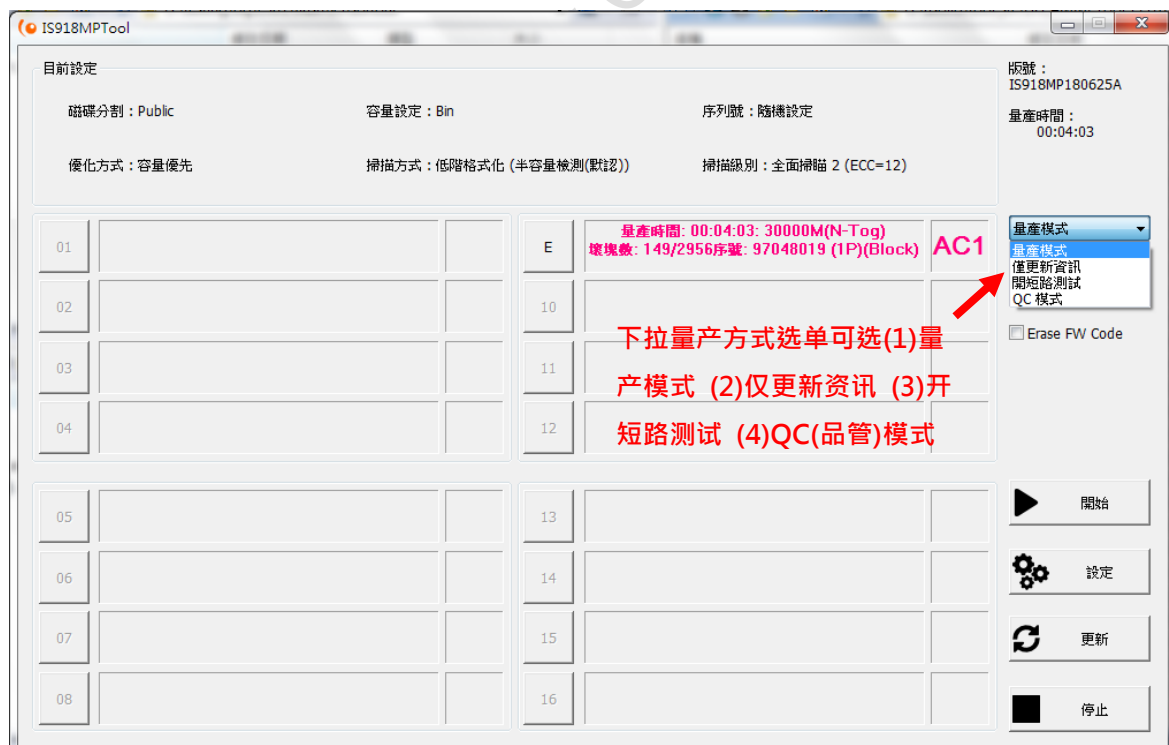 IS918MPTool
目前設定
磁碟分割：Public
容量設定：Bin
序列號：隨機設定
優化方式：容量優先
掃描方式：低階格式化 (半容量檢測(默認))
掃描級別：全面掃瞄 2 (ECC=12)
版號：
IS918MP180625A
量產時間：
00:04:03
01
02
03
04
E
量產時間: 00:04:03: 30000M(N-Tog)
壞塊數: 149/2956序號: 97048019 (1P)(Block)
AC1
10
11
12
下拉量产方式选单可选(1)量
产模式 (2)仅更新资讯 (3)开
短路测试 (4)QC(品管)模式
量產模式
量產模式
僅更新資訊
開短路測試
QC 模式
Erase FW Code
05
06
07
08
13
14
15
16
開始
設定
更新
停止